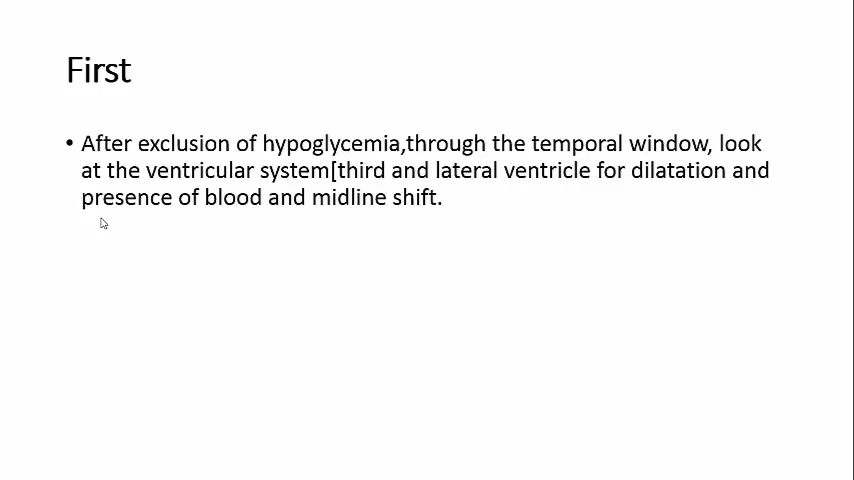 First
• After exclusion of hypoglycemia,through the temporal window, look
at the ventricular system[third and lateral ventricle for dilatation and
presence of blood and midline shift.